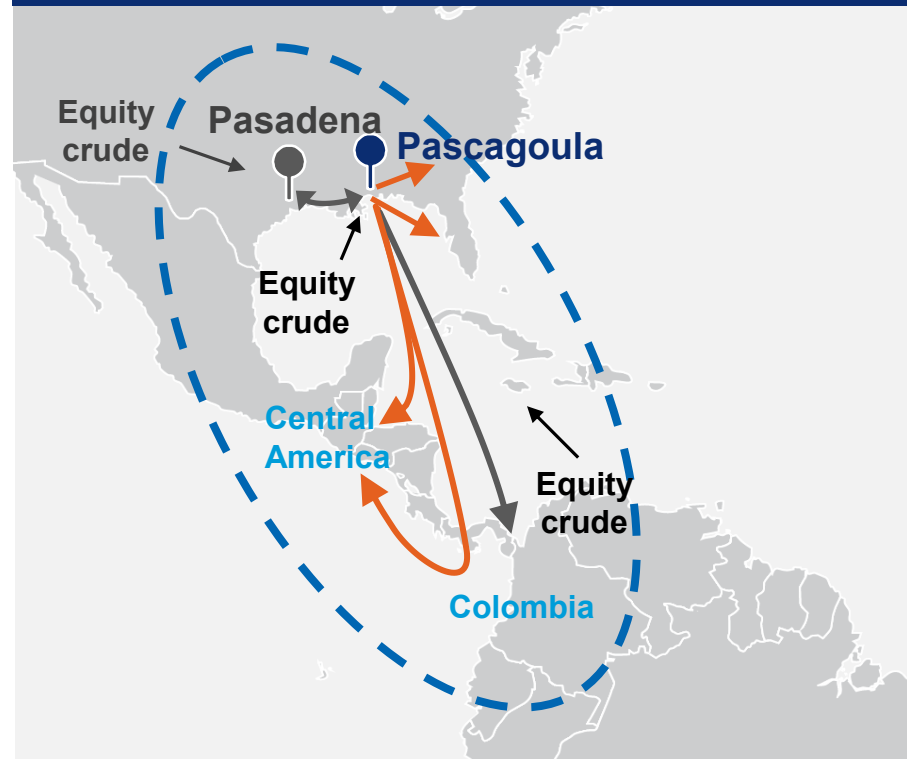 Equity
crude
Pasadena
Pascagoula
Equity
crude
Central
America
Equity
crude
Colombia